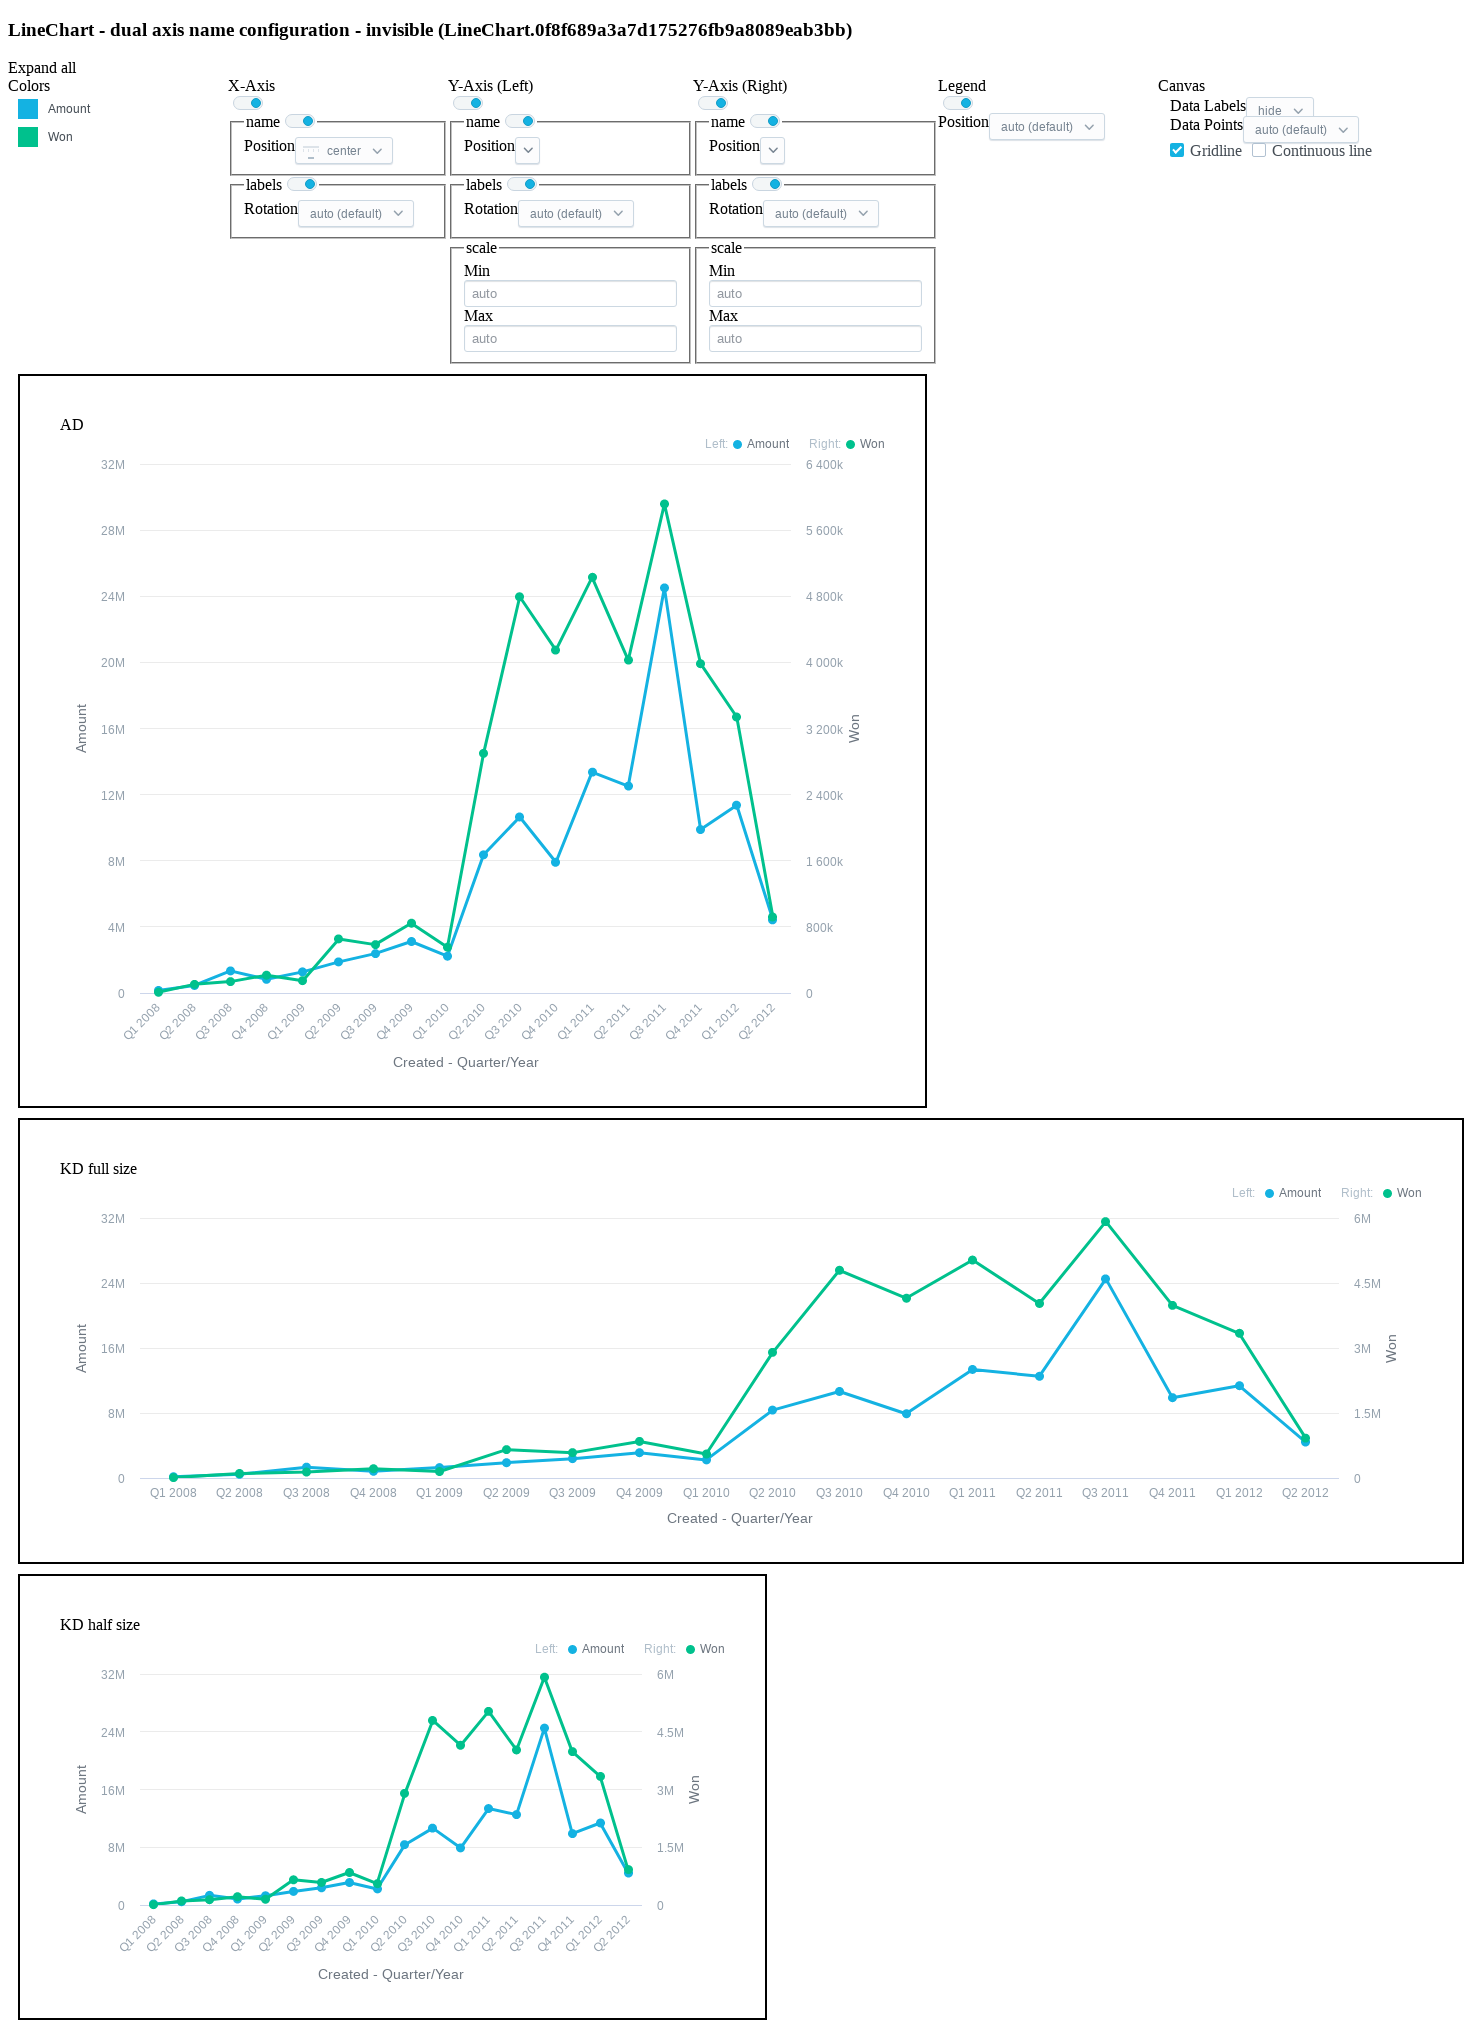 LineChart - dual axis name configuration - invisible (LineChart.0f8f689a3a7d175276fb9a8089eab3bb)
Expand all
Colors
Amount
Won
X-Axis
name
Position center
labels
Rotation auto (default)
Y-Axis (Left)
name
Position
labels
Rotation auto (default)
scale
Min
auto
Max
auto
Y-Axis (Right)
name
Position
labels
Rotation auto (default)
scale
Min
auto
Max
auto
Legend
Position auto (default)
Canvas
Data Labels hide
Data Points auto (default)
Gridline Continuous line
AD
Left: Amount Right: Won
32M 6 400k
28M 5 600k
24M 4 800k
20M 4 000k
16M 3 200k
12M 2 400k
8M 1 600k
4M 800k
0 0
Amount
Won
Q1 2008 Q2 2008 Q3 2008 Q4 2008 Q1 2009 Q2 2009 Q3 2009 Q4 2009 Q1 2010 Q2 2010 Q3 2010 Q4 2010 Q1 2011 Q2 2011 Q3 2011 Q4 2011 Q1 2012 Q2 2012
Created - Quarter/Year
KD full size
Left: Amount Right: Won
32M 6M
24M 4.5M
16M 3M
8M 1.5M
0 0
Amount
Won
Q1 2008 Q2 2008 Q3 2008 Q4 2008 Q1 2009 Q2 2009 Q3 2009 Q4 2009 Q1 2010 Q2 2010 Q3 2010 Q4 2010 Q1 2011 Q2 2011 Q3 2011 Q4 2011 Q1 2012 Q2 2012
Created - Quarter/Year
KD half size
Left: Amount Right: Won
32M 6M
24M 4.5M
16M 3M
8M 1.5M
0 0
Amount
Won
Q1 2008 Q2 2008 Q3 2008 Q4 2008 Q1 2009 Q2 2009 Q3 2009 Q4 2009 Q1 2010 Q2 2010 Q3 2010 Q4 2010 Q1 2011 Q2 2011 Q3 2011 Q4 2011 Q1 2012 Q2 2012
Created - Quarter/Year